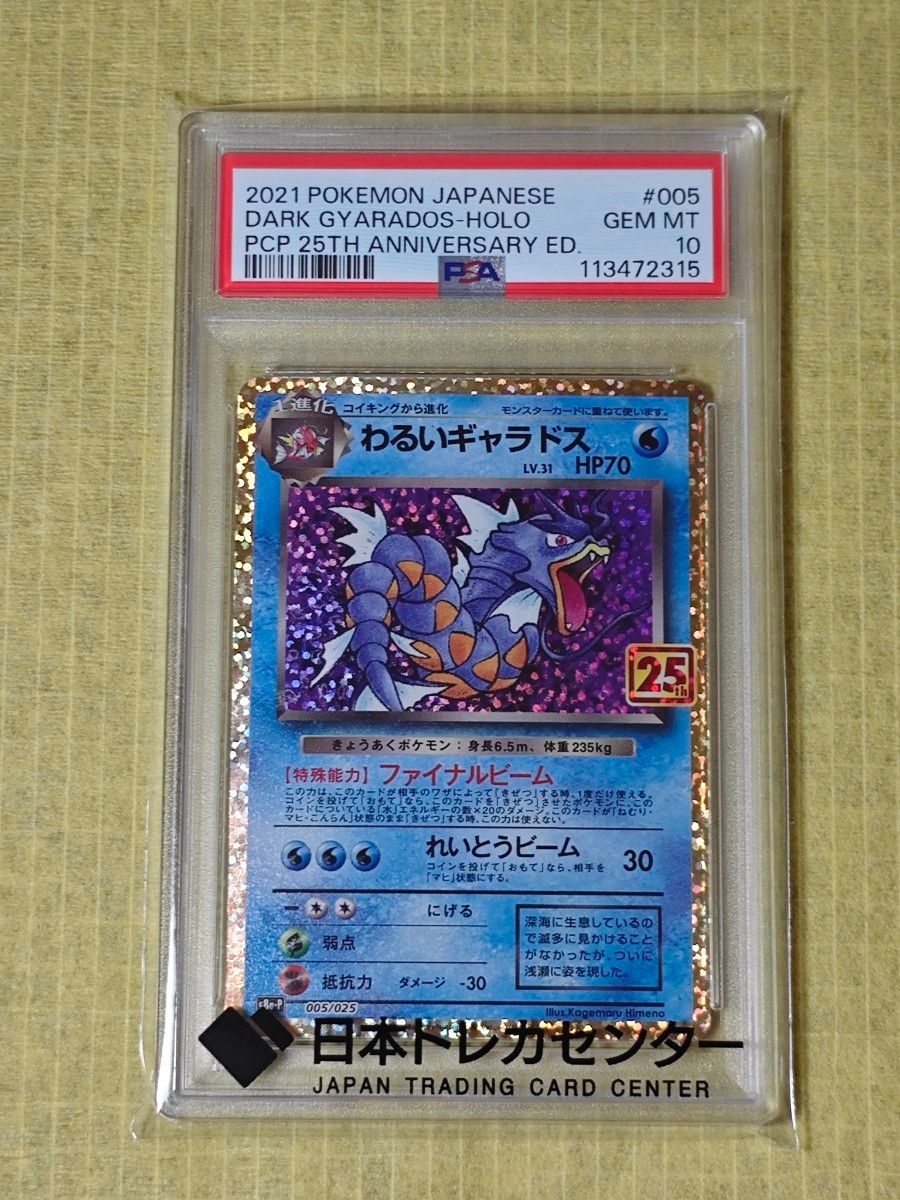 2021 POKEMON JAPANESE #005
DARK GYARADOS-HOLO GEM MT
PCP 25TH ANNIVERSARY ED. 10
PSA 113472315
1進化 コイキングから進化 モンスターカードに重ねて使います。
わるいギャラドス
LV.31 HP70
25th
きょうあくポケモン:身長6.5m、体重235kg
【特殊能力】ファイナルビーム
この力は、このカードが相手のワザによって「きぜつ」する時、1度だけ使える。
コインを投げて「おもて」なら、このカードを「きぜつ」させたポケモンに、この
カードについている「水」エネルギーの数×20のダメージ。このカードが「ねむり・
マヒ・こんらん」状態のまま「きぜつ」する時、この力は使えない。
れいとうビーム 30
コインを投げて「おもて」なら、相手を
「マヒ」状態にする。
にげる
弱点
抵抗力 ダメージ -30
深海に生息しているの
で滅多に見かけること
がなかったが、ついに
浅瀬に姿を現した。
s8a-P 005/025 Illus.Kagemaru Himeno
日本トレカセンター
JAPAN TRADING CARD CENTER